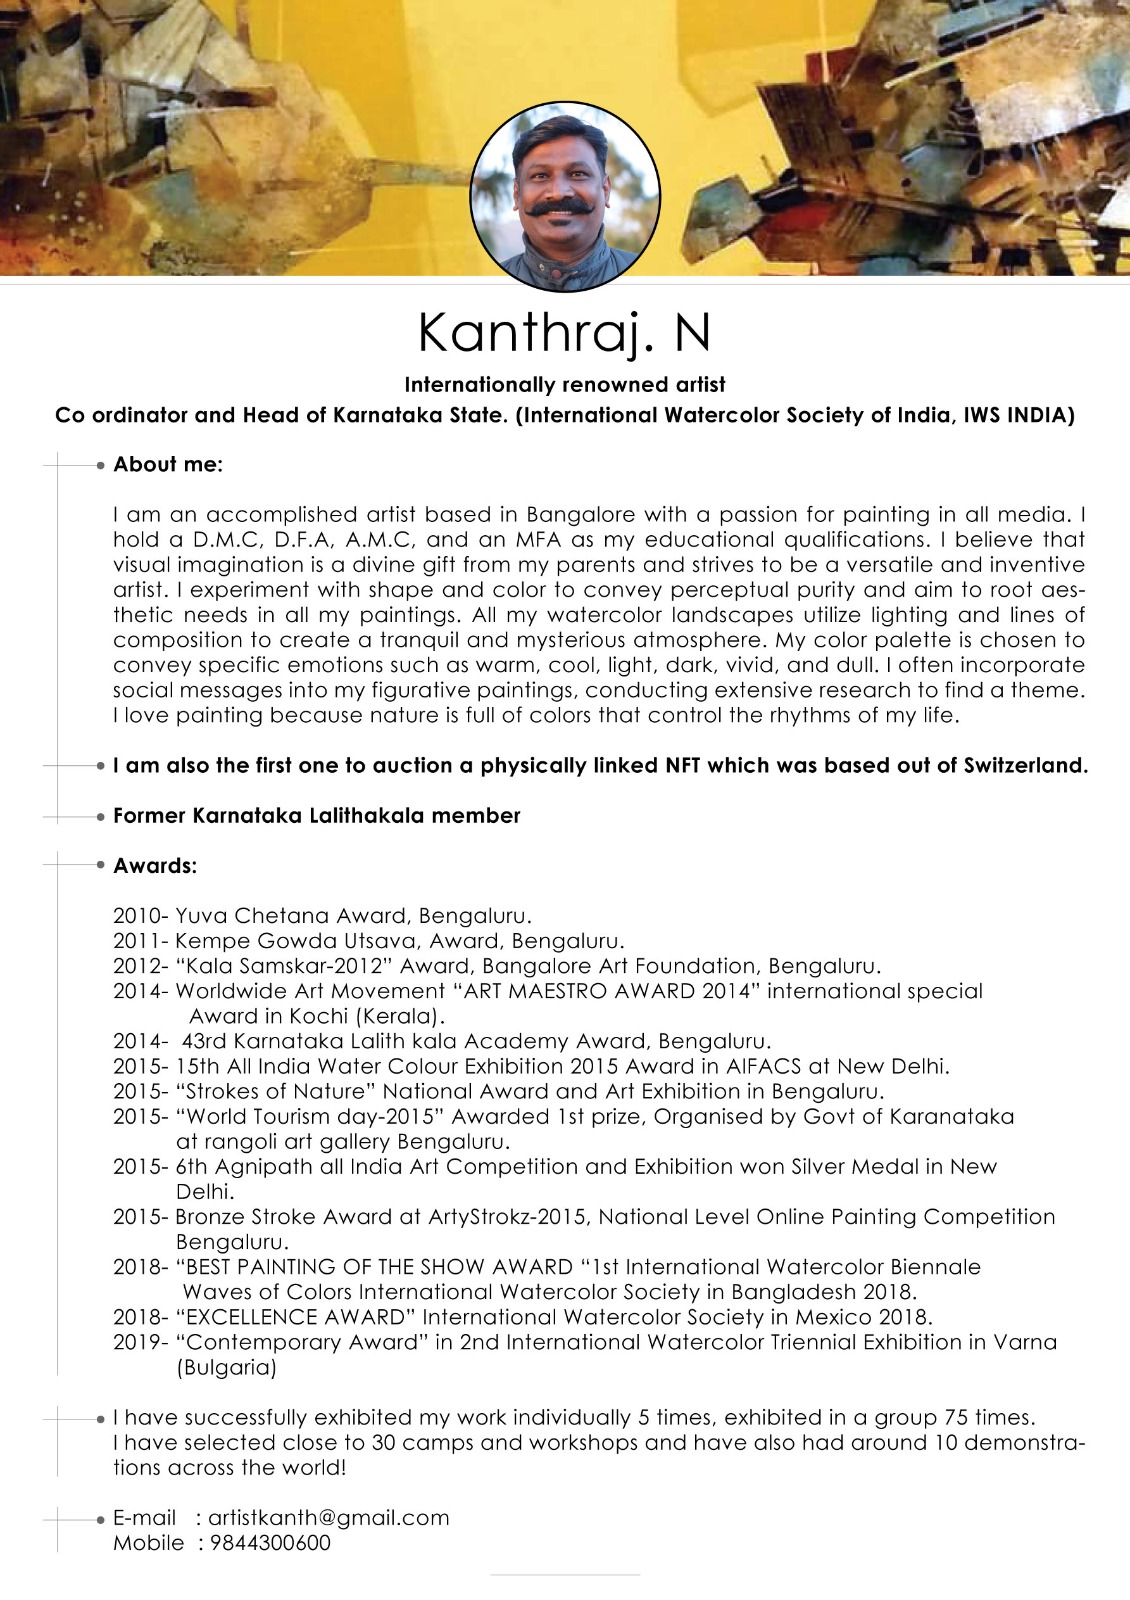 Kanthraj. N
Internationally renowned artist
Co ordinator and Head of Karnataka State. (International Watercolor Society of India, IWS INDIA)
About me:
I am an accomplished artist based in Bangalore with a passion for painting in all media. I
hold a D.M.C, D.F.A, A.M.C, and an MFA as my educational qualifications. I believe that
visual imagination is a divine gift from my parents and strives to be a versatile and inventive
artist. I experiment with shape and color to convey perceptual purity and aim to root aes-
thetic needs in all my paintings. All my watercolor landscapes utilize lighting and lines of
composition to create a tranquil and mysterious atmosphere. My color palette is chosen to
convey specific emotions such as warm, cool, light, dark, vivid, and dull. I often incorporate
social messages into my figurative paintings, conducting extensive research to find a theme.
I love painting because nature is full of colors that control the rhythms of my life.
I am also the first one to auction a physically linked NFT which was based out of Switzerland.
Former Karnataka Lalithakala member
Awards:
2010- Yuva Chetana Award, Bengaluru.
2011- Kempe Gowda Utsava, Award, Bengaluru.
2012- “Kala Samskar-2012” Award, Bangalore Art Foundation, Bengaluru.
2014- Worldwide Art Movement “ART MAESTRO AWARD 2014” international special
Award in Kochi (Kerala).
2014- 43rd Karnataka Lalith kala Academy Award, Bengaluru.
2015- 15th All India Water Colour Exhibition 2015 Award in AIFACS at New Delhi.
2015- “Strokes of Nature” National Award and Art Exhibition in Bengaluru.
2015- “World Tourism day-2015” Awarded 1st prize, Organised by Govt of Karanataka
at rangoli art gallery Bengaluru.
2015- 6th Agnipath all India Art Competition and Exhibition won Silver Medal in New
Delhi.
2015- Bronze Stroke Award at ArtyStrokz-2015, National Level Online Painting Competition
Bengaluru.
2018- “BEST PAINTING OF THE SHOW AWARD “1st International Watercolor Biennale
Waves of Colors International Watercolor Society in Bangladesh 2018.
2018- “EXCELLENCE AWARD” International Watercolor Society in Mexico 2018.
2019- “Contemporary Award” in 2nd International Watercolor Triennial Exhibition in Varna
(Bulgaria)
I have successfully exhibited my work individually 5 times, exhibited in a group 75 times.
I have selected close to 30 camps and workshops and have also had around 10 demonstra-
tions across the world!
E-mail : artistkanth@gmail.com
Mobile : 9844300600